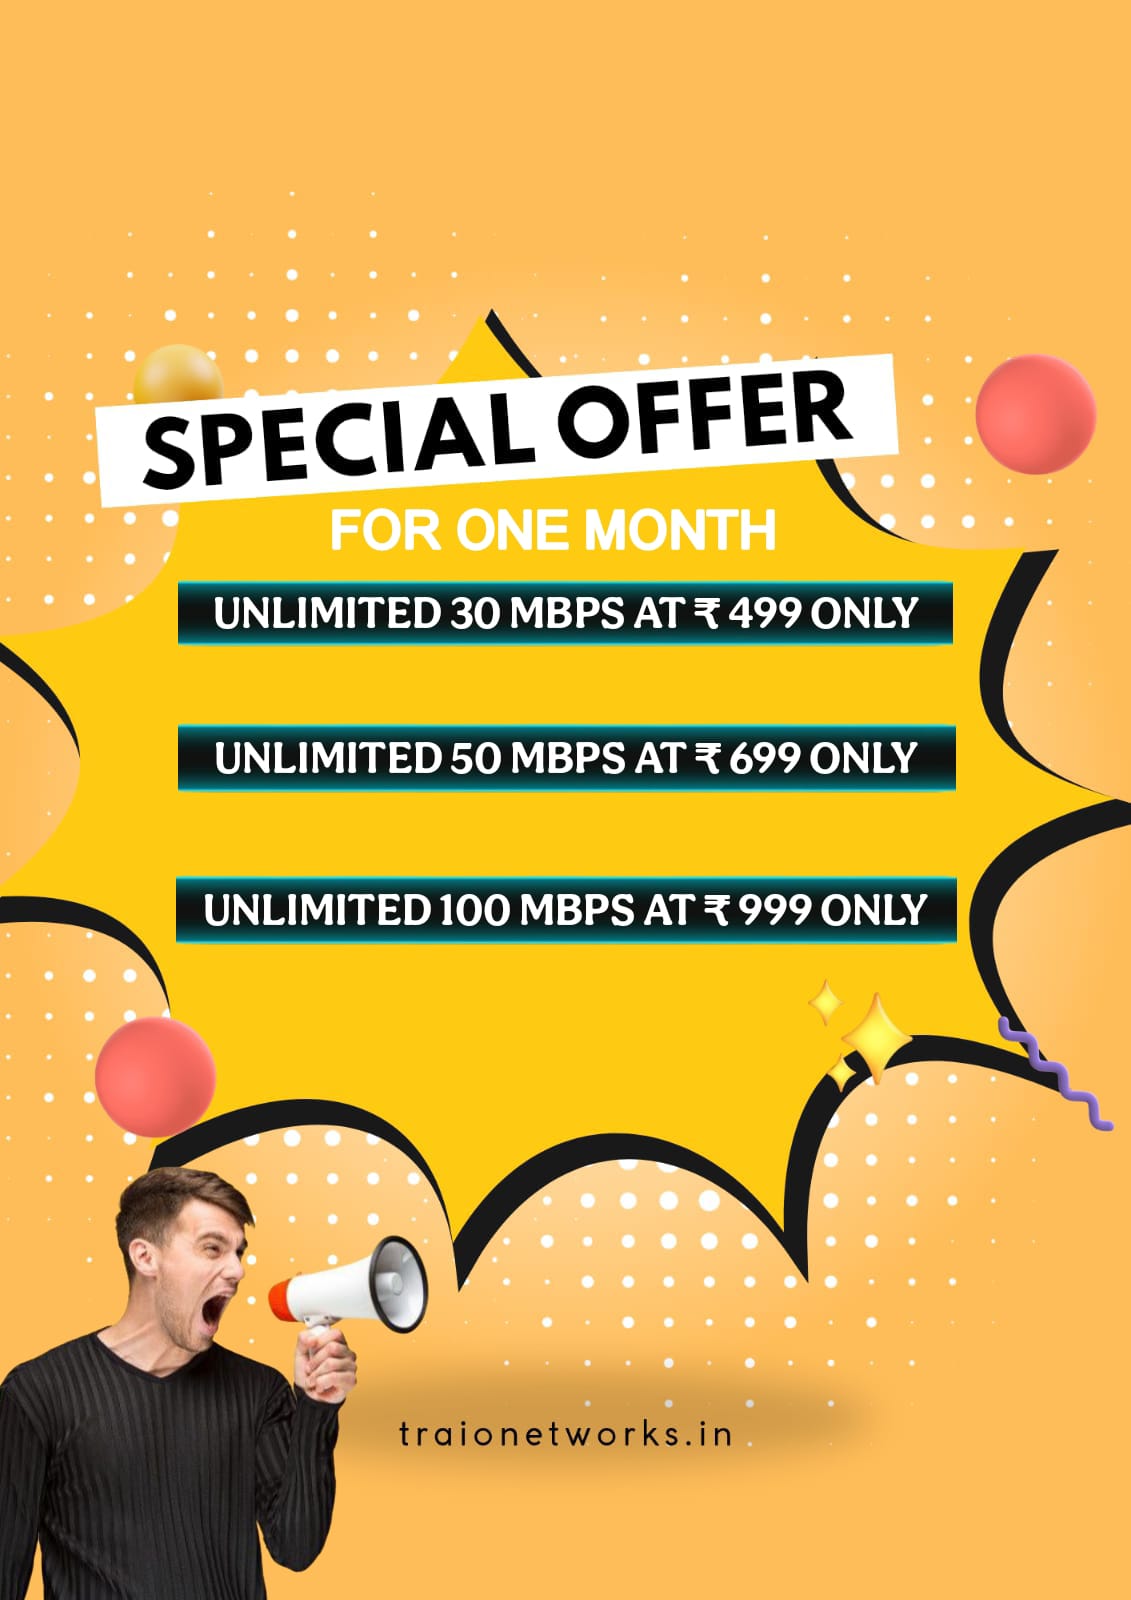 SPECIAL OFFER
FOR ONE MONTH
UNLIMITED 30 MBPS AT ₹ 499 ONLY
UNLIMITED 50 MBPS AT ₹ 699 ONLY
UNLIMITED 100 MBPS AT ₹ 999 ONLY
traionetworks.in